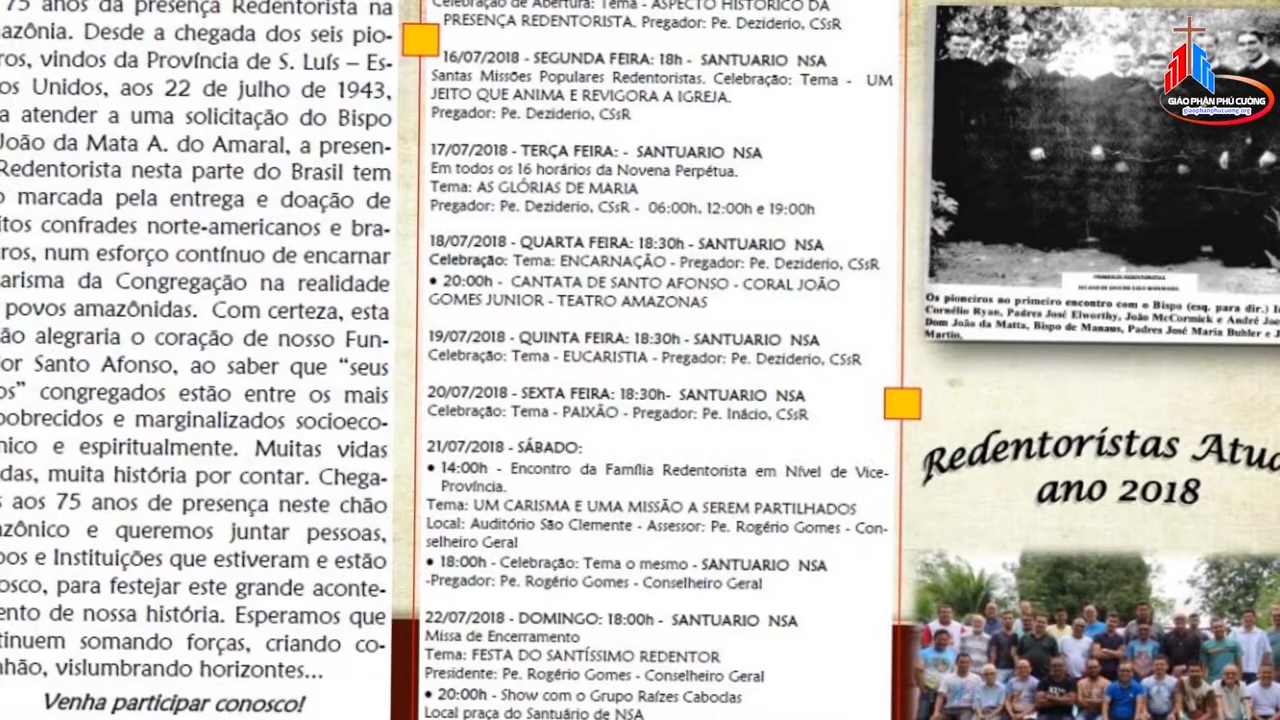 75 anos da presença Redentorista na
azônia. Desde a chegada dos seis pio-
ros, vindos da Província de S. Luís – Es-
os Unidos, aos 22 de julho de 1943,
a atender a uma solicitação do Bispo
João da Mata A. do Amaral, a presen-
Redentorista nesta parte do Brasil tem
o marcada pela entrega e doação de
itos confrades norte-americanos e bra-
ros, num esforço contínuo de encarnar
arisma da Congregação na realidade
povos amazônidas. Com certeza, esta
ão alegraria o coração de nosso Fun-
or Santo Afonso, ao saber que “seus
os” congregados estão entre os mais
pobrecidos e marginalizados socioeco-
nico e espiritualmente. Muitas vidas
das, muita história por contar. Chega-
s aos 75 anos de presença neste chão
azônico e queremos juntar pessoas,
pos e Instituições que estiveram e estão
osco, para festejar este grande aconte-
ento de nossa história. Esperamos que
tinuem somando forças, criando co-
nhão, vislumbrando horizontes...
Venha participar conosco!
Celebração de Abertura: Tema - ASPECTO HISTÓRICO DA
PRESENÇA REDENTORISTA. Pregador: Pe. Deziderio, CSsR
16/07/2018 - SEGUNDA FEIRA: 18h - SANTUARIO NSA
Santas Missões Populares Redentoristas. Celebração: Tema - UM
JEITO QUE ANIMA E REVIGORA A IGREJA.
Pregador: Pe. Deziderio, CSsR
17/07/2018 - TERÇA FEIRA: - SANTUARIO NSA
Em todos os 16 horários da Novena Perpétua.
Tema: AS GLÓRIAS DE MARIA
Pregador: Pe. Deziderio, CSsR - 06:00h, 12:00h e 19:00h
18/07/2018 - QUARTA FEIRA: 18:30h - SANTUARIO NSA
Celebração: Tema: ENCARNAÇÃO - Pregador: Pe. Deziderio, CSsR
• 20:00h - CANTATA DE SANTO AFONSO - CORAL JOÃO
GOMES JUNIOR - TEATRO AMAZONAS
19/07/2018 - QUINTA FEIRA: 18:30h - SANTUARIO NSA
Celebração: Tema - EUCARISTIA - Pregador: Pe. Deziderio, CSsR
20/07/2018 - SEXTA FEIRA: 18:30h- SANTUARIO NSA
Celebração: Tema - PAIXÃO - Pregador: Pe. Inácio, CSsR
21/07/2018 - SÁBADO:
• 14:00h - Encontro da Família Redentorista em Nível de Vice-
Província.
Tema: UM CARISMA E UMA MISSÃO A SEREM PARTILHADOS
Local: Auditório São Clemente - Assessor: Pe. Rogério Gomes - Con-
selheiro Geral
• 18:00h - Celebração: Tema o mesmo - SANTUARIO NSA
-Pregador: Pe. Rogério Gomes - Conselheiro Geral
22/07/2018 - DOMINGO: 18:00h - SANTUARIO NSA
Missa de Encerramento
Tema: FESTA DO SANTÍSSIMO REDENTOR
Presidente: Pe. Rogério Gomes - Conselheiro Geral
• 20:00h - Show com o Grupo Raízes Caboclas
Local praça do Santuário de NSA
GIÁO PHẬN PHÚ CƯỜNG
giaophanphucuong.org
Os pioneiros no primeiro encontro com o Bispo (esq. para dir.) I
Cornélio Ryan, Padres José Elworthy, João McCormick e André Joo
Dom João da Matta, Bispo de Manaus, Padres José Maria Buhler e J
Martin.
Redentoristas Atua
ano 2018